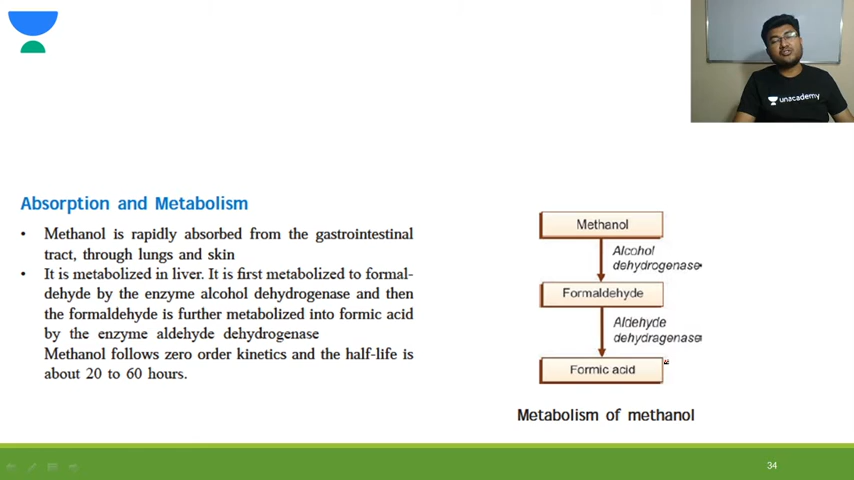 unacademy
Absorption and Metabolism
• Methanol is rapidly absorbed from the gastrointestinal
tract, through lungs and skin
• It is metabolized in liver. It is first metabolized to formal-
dehyde by the enzyme alcohol dehydrogenase and then
the formaldehyde is further metabolized into formic acid
by the enzyme aldehyde dehydrogenase
Methanol follows zero order kinetics and the half-life is
about 20 to 60 hours.
Methanol
Alcohol
dehydrogenase
Formaldehyde
Aldehyde
dehydragenase
Formic acid
Metabolism of methanol
34